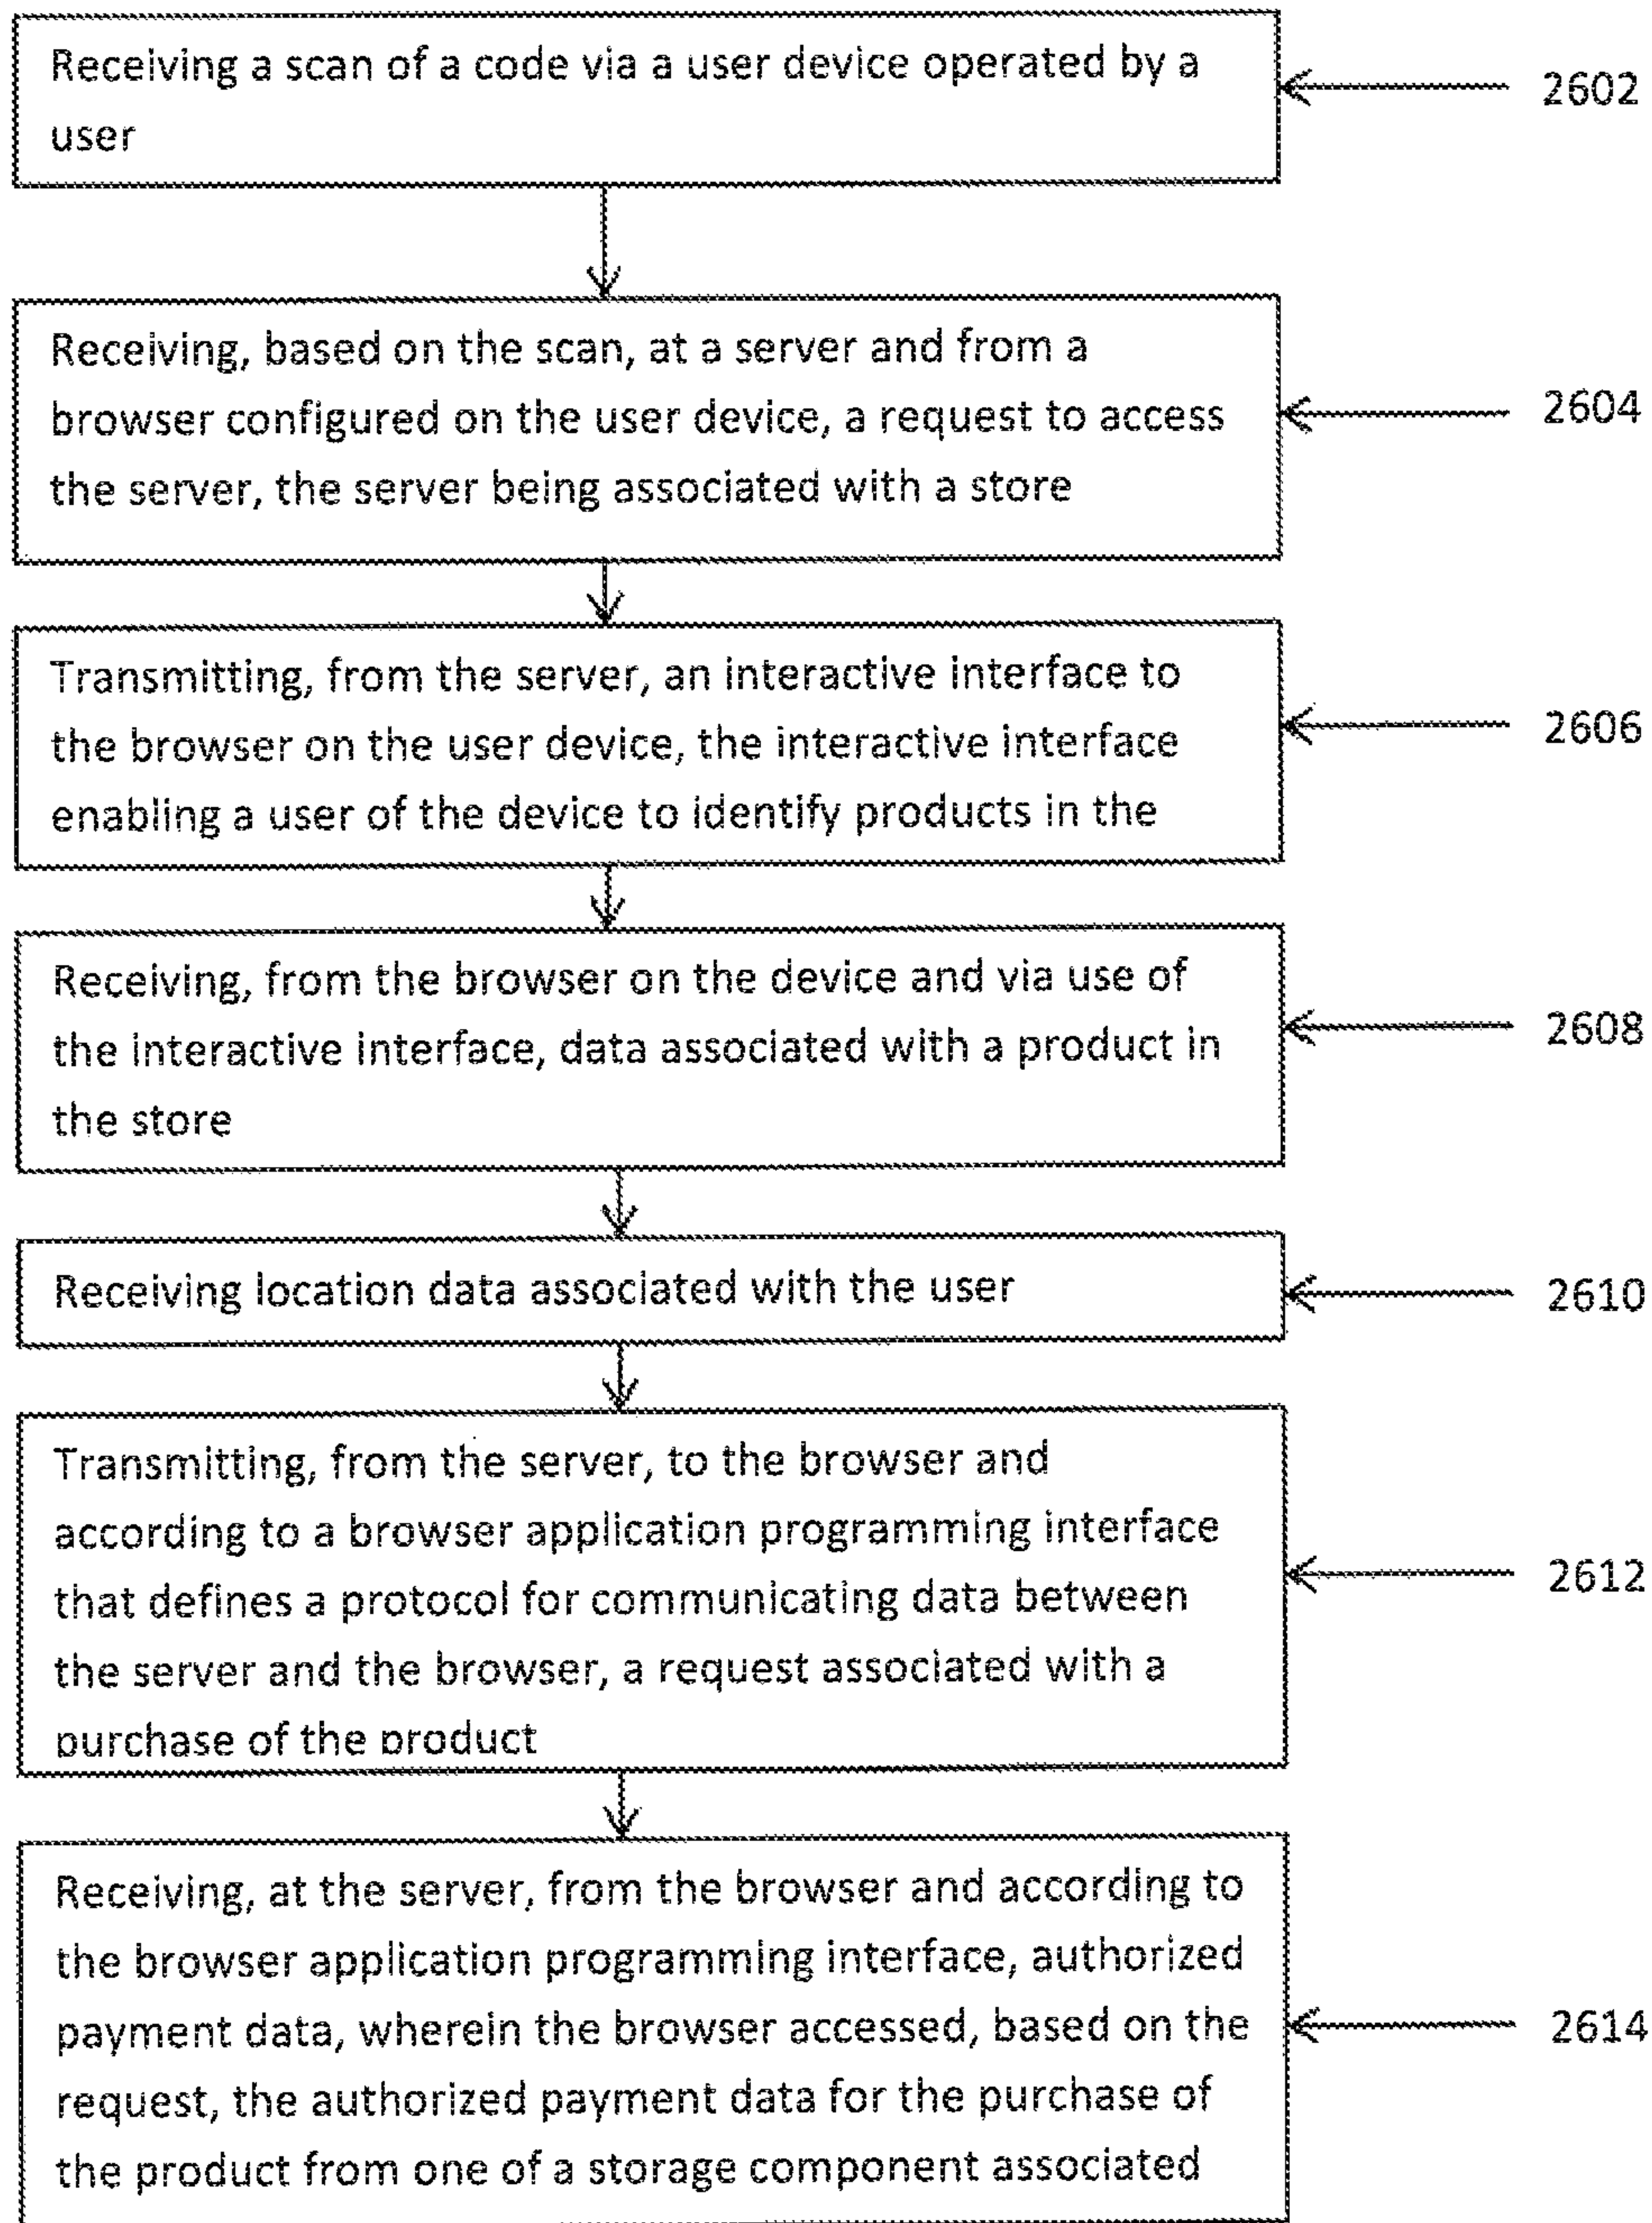 Receiving a scan of a code via a user device operated by a
user
2602
Receiving, based on the scan, at a server and from a
browser configured on the user device, a request to access
the server, the server being associated with a store
2604
Transmitting, from the server, an interactive interface to
the browser on the user device, the interactive interface
enabling a user of the device to identify products in the
2606
Receiving, from the browser on the device and via use of
the interactive interface, data associated with a product in
the store
2608
Receiving location data associated with the user
2610
Transmitting, from the server, to the browser and
according to a browser application programming interface
that defines a protocol for communicating data between
the server and the browser, a request associated with a
purchase of the product
2612
Receiving, at the server, from the browser and according to
the browser application programming interface, authorized
payment data, wherein the browser accessed, based on the
request, the authorized payment data for the purchase of
the product from one of a storage component associated
2614